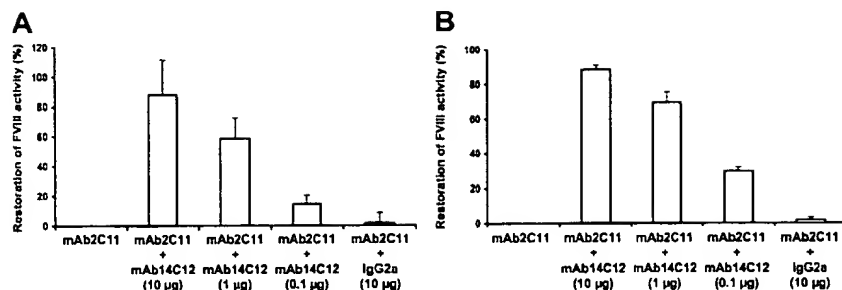 A
Restoration of FVIII activity (%)
120
100
80
60
40
20
0
mAb2C11
mAb2C11
+
mAb14C12
(10 µg)
mAb2C11
+
mAb14C12
(1 µg)
mAb2C11
+
mAb14C12
(0.1 µg)
mAb2C11
+
IgG2a
(10 µg)
B
Restoration of FVIII activity (%)
100
80
60
40
20
0
mAb2C11
mAb2C11
+
mAb14C12
(10 µg)
mAb2C11
+
mAb14C12
(1 µg)
mAb2C11
+
mAb14C12
(0.1 µg)
mAb2C11
+
IgG2a
(10 µg)